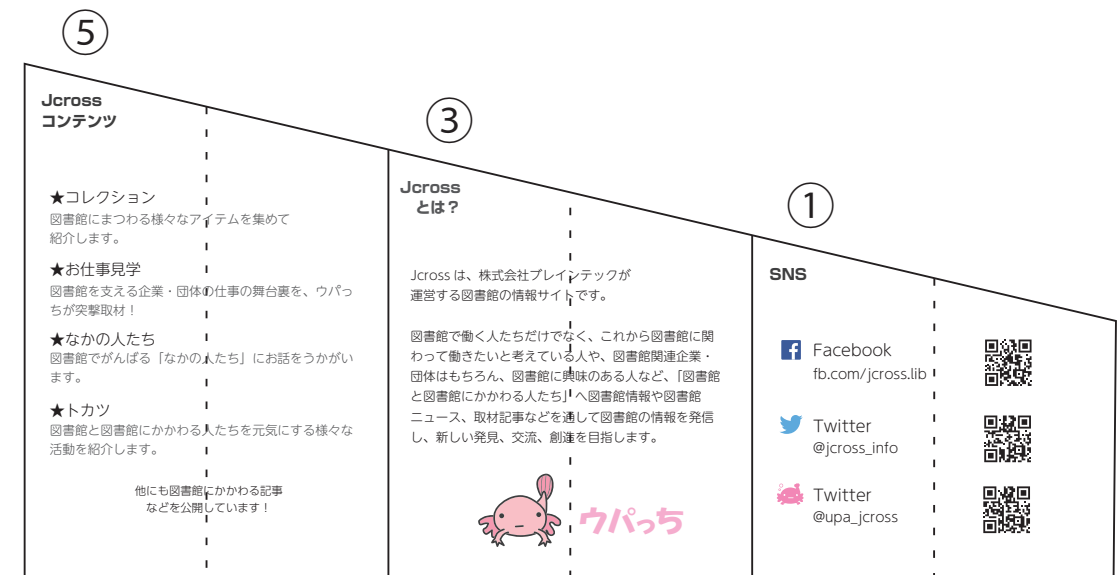 ⑤
Jcross
コンテンツ
★コレクション
図書館にまつわる様々なアイテムを集めて
紹介します。
★お仕事見学
図書館を支える企業・団体の仕事の舞台裏を、ウパっ
ちが突撃取材！
★なかの人たち
図書館でがんばる「なかの人たち」にお話をうかがい
ます。
★トカツ
図書館と図書館にかかわる人たちを元気にする様々な
活動を紹介します。
他にも図書館にかかわる記事
などを公開しています！
③
Jcross
とは？
Jcross は、株式会社ブレインテックが
運営する図書館の情報サイトです。
図書館で働く人たちだけでなく、これから図書館に関
わって働きたいと考えている人や、図書館関連企業・
団体はもちろん、図書館に興味のある人など、「図書館
と図書館にかかわる人たち」へ図書館情報や図書館
ニュース、取材記事などを通して図書館の情報を発信
し、新しい発見、交流、創造を目指します。
ウパっち
①
SNS
Facebook
fb.com/jcross.lib
Twitter
@jcross_info
Twitter
@upa_jcross